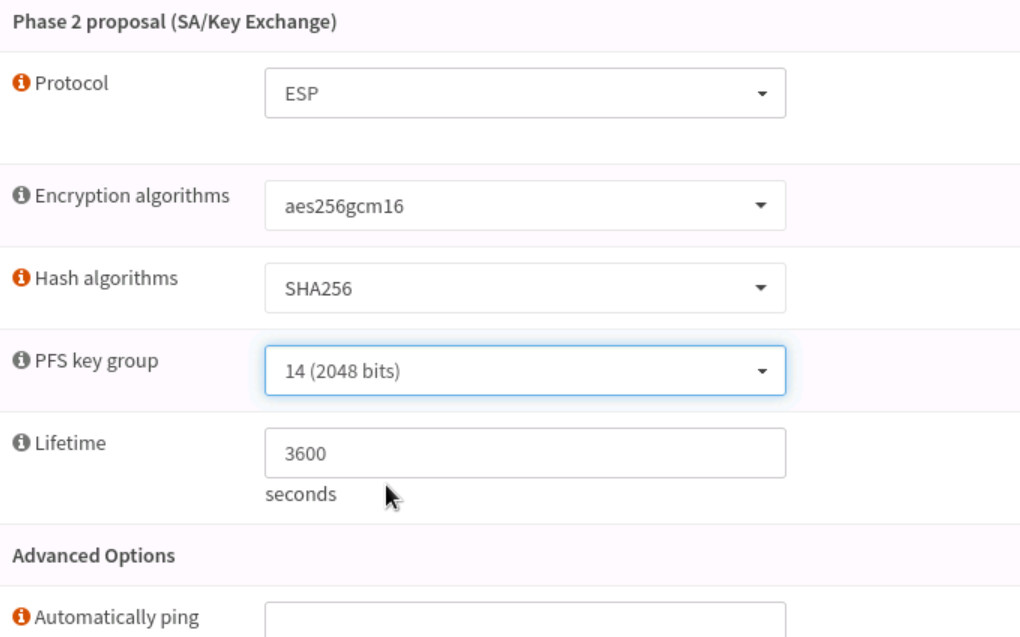 Phase 2 proposal (SA/Key Exchange)
Protocol
ESP
Encryption algorithms
aes256gcm16
Hash algorithms
SHA256
PFS key group
14 (2048 bits)
Lifetime
3600
seconds
Advanced Options
Automatically ping